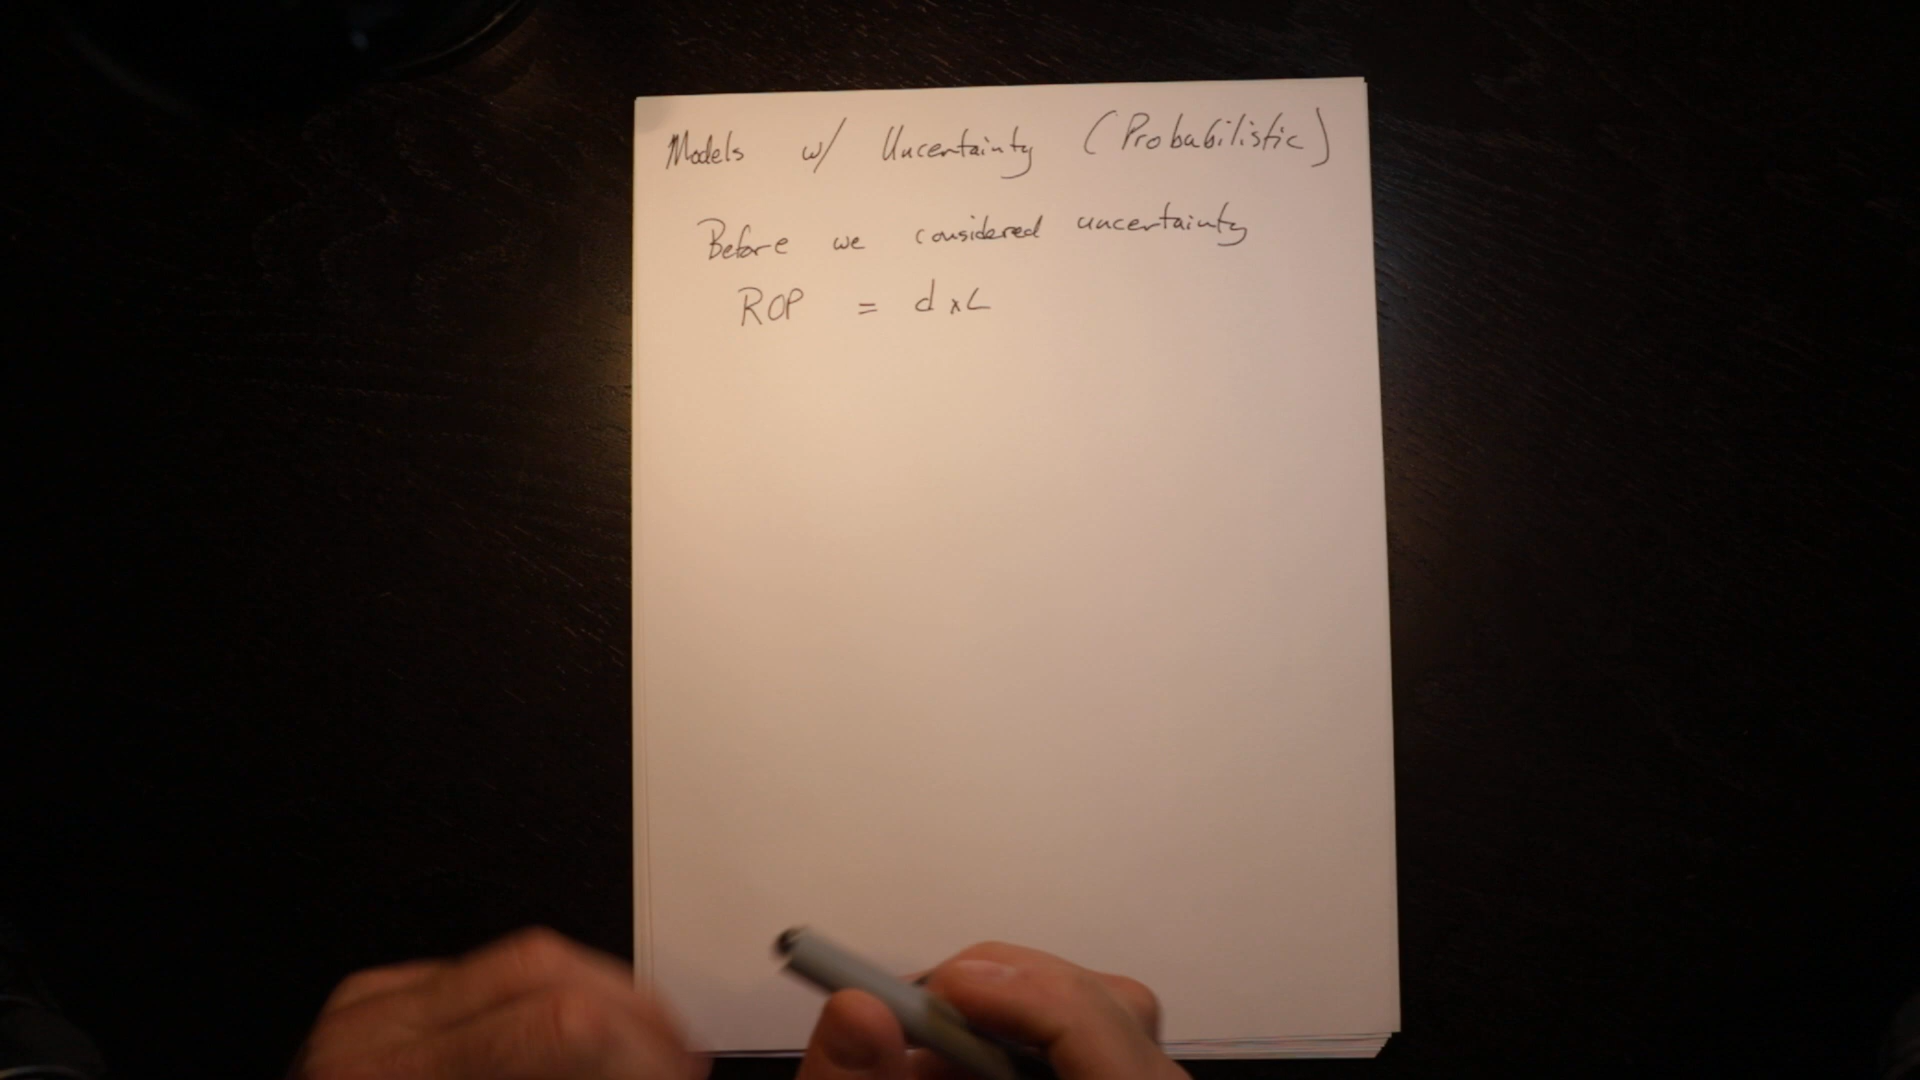 Models w/ Uncertainty (Probabilistic)
Before we considered uncertainty
ROP = d x L